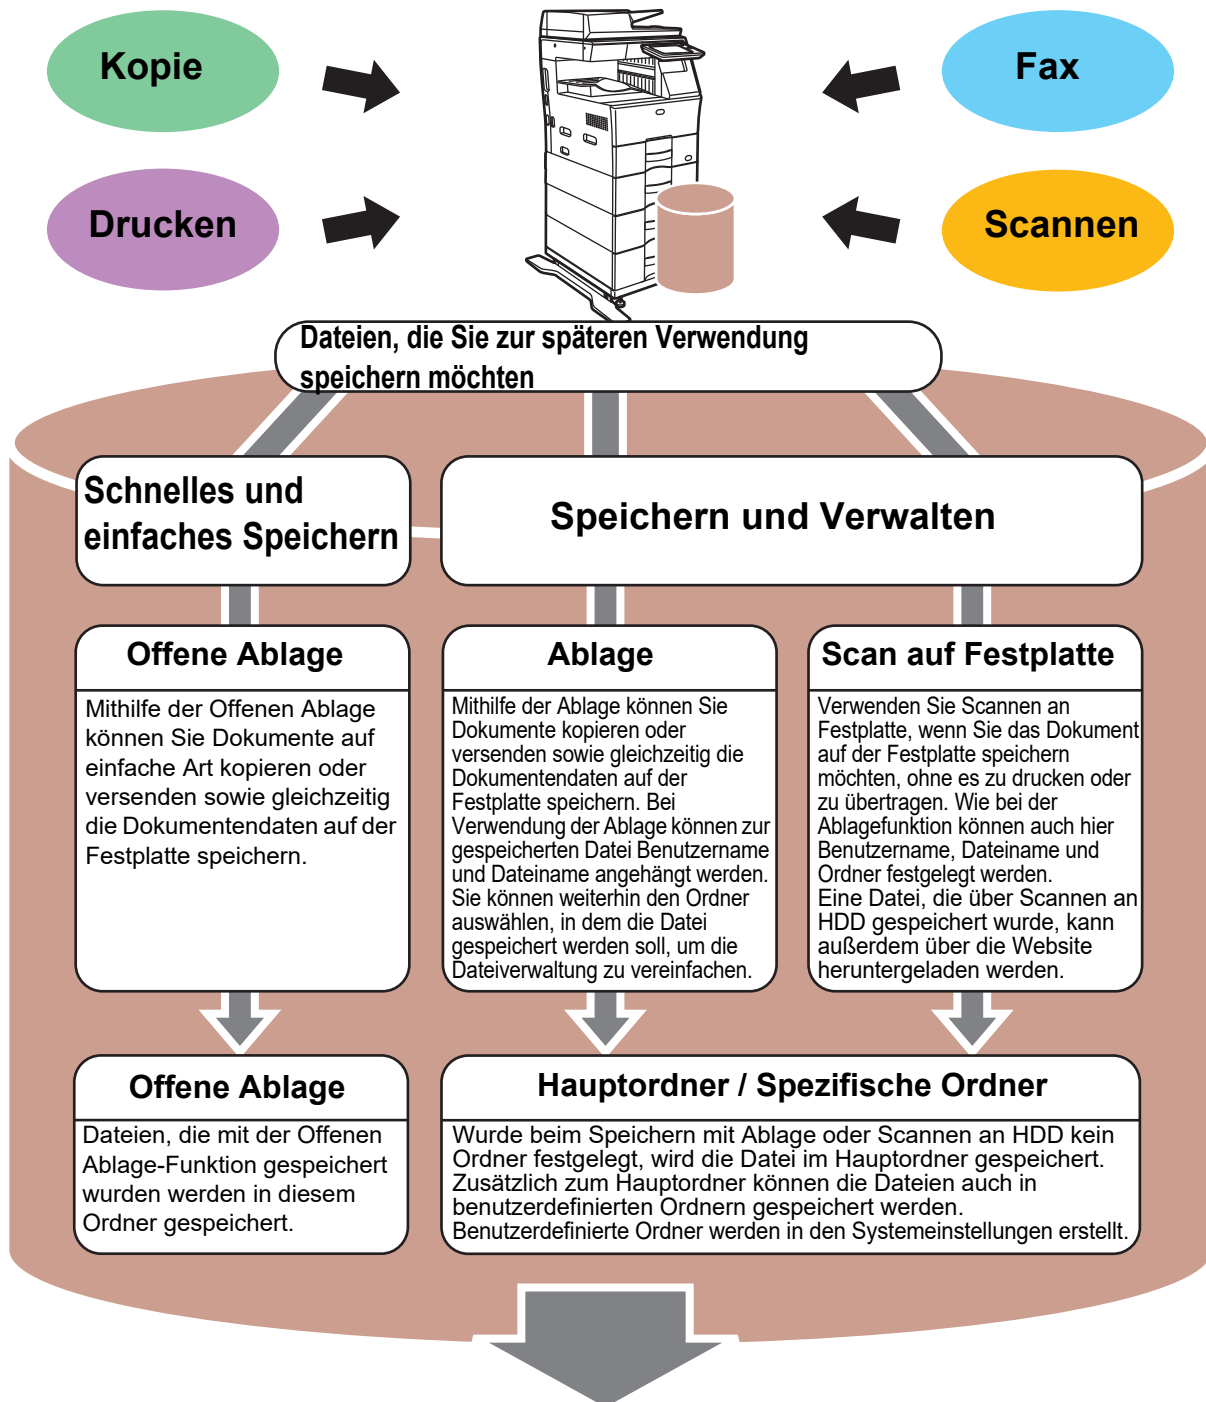 Kopie
Fax
Drucken
Scannen
Dateien, die Sie zur späteren Verwendung
speichern möchten
Schnelles und
einfaches Speichern
Speichern und Verwalten
Offene Ablage
Mithilfe der Offenen Ablage
können Sie Dokumente auf
einfache Art kopieren oder
versenden sowie gleichzeitig
die Dokumentendaten auf der
Festplatte speichern.
Ablage
Mithilfe der Ablage können Sie
Dokumente kopieren oder
versenden sowie gleichzeitig die
Dokumentendaten auf der
Festplatte speichern. Bei
Verwendung der Ablage können zur
gespeicherten Datei Benutzername
und Dateiname angehängt werden.
Sie können weiterhin den Ordner
auswählen, in dem die Datei
gespeichert werden soll, um die
Dateiverwaltung zu vereinfachen.
Scan auf Festplatte
Verwenden Sie Scannen an
Festplatte, wenn Sie das Dokument
auf der Festplatte speichern
möchten, ohne es zu drucken oder
zu übertragen. Wie bei der
Ablagefunktion können auch hier
Benutzername, Dateiname und
Ordner festgelegt werden.
Eine Datei, die über Scannen an
HDD gespeichert wurde, kann
außerdem über die Website
heruntergeladen werden.
Offene Ablage
Dateien, die mit der Offenen
Ablage-Funktion gespeichert
wurden werden in diesem
Ordner gespeichert.
Hauptordner / Spezifische Ordner
Wurde beim Speichern mit Ablage oder Scannen an HDD kein
Ordner festgelegt, wird die Datei im Hauptordner gespeichert.
Zusätzlich zum Hauptordner können die Dateien auch in
benutzerdefinierten Ordnern gespeichert werden.
Benutzerdefinierte Ordner werden in den Systemeinstellungen erstellt.